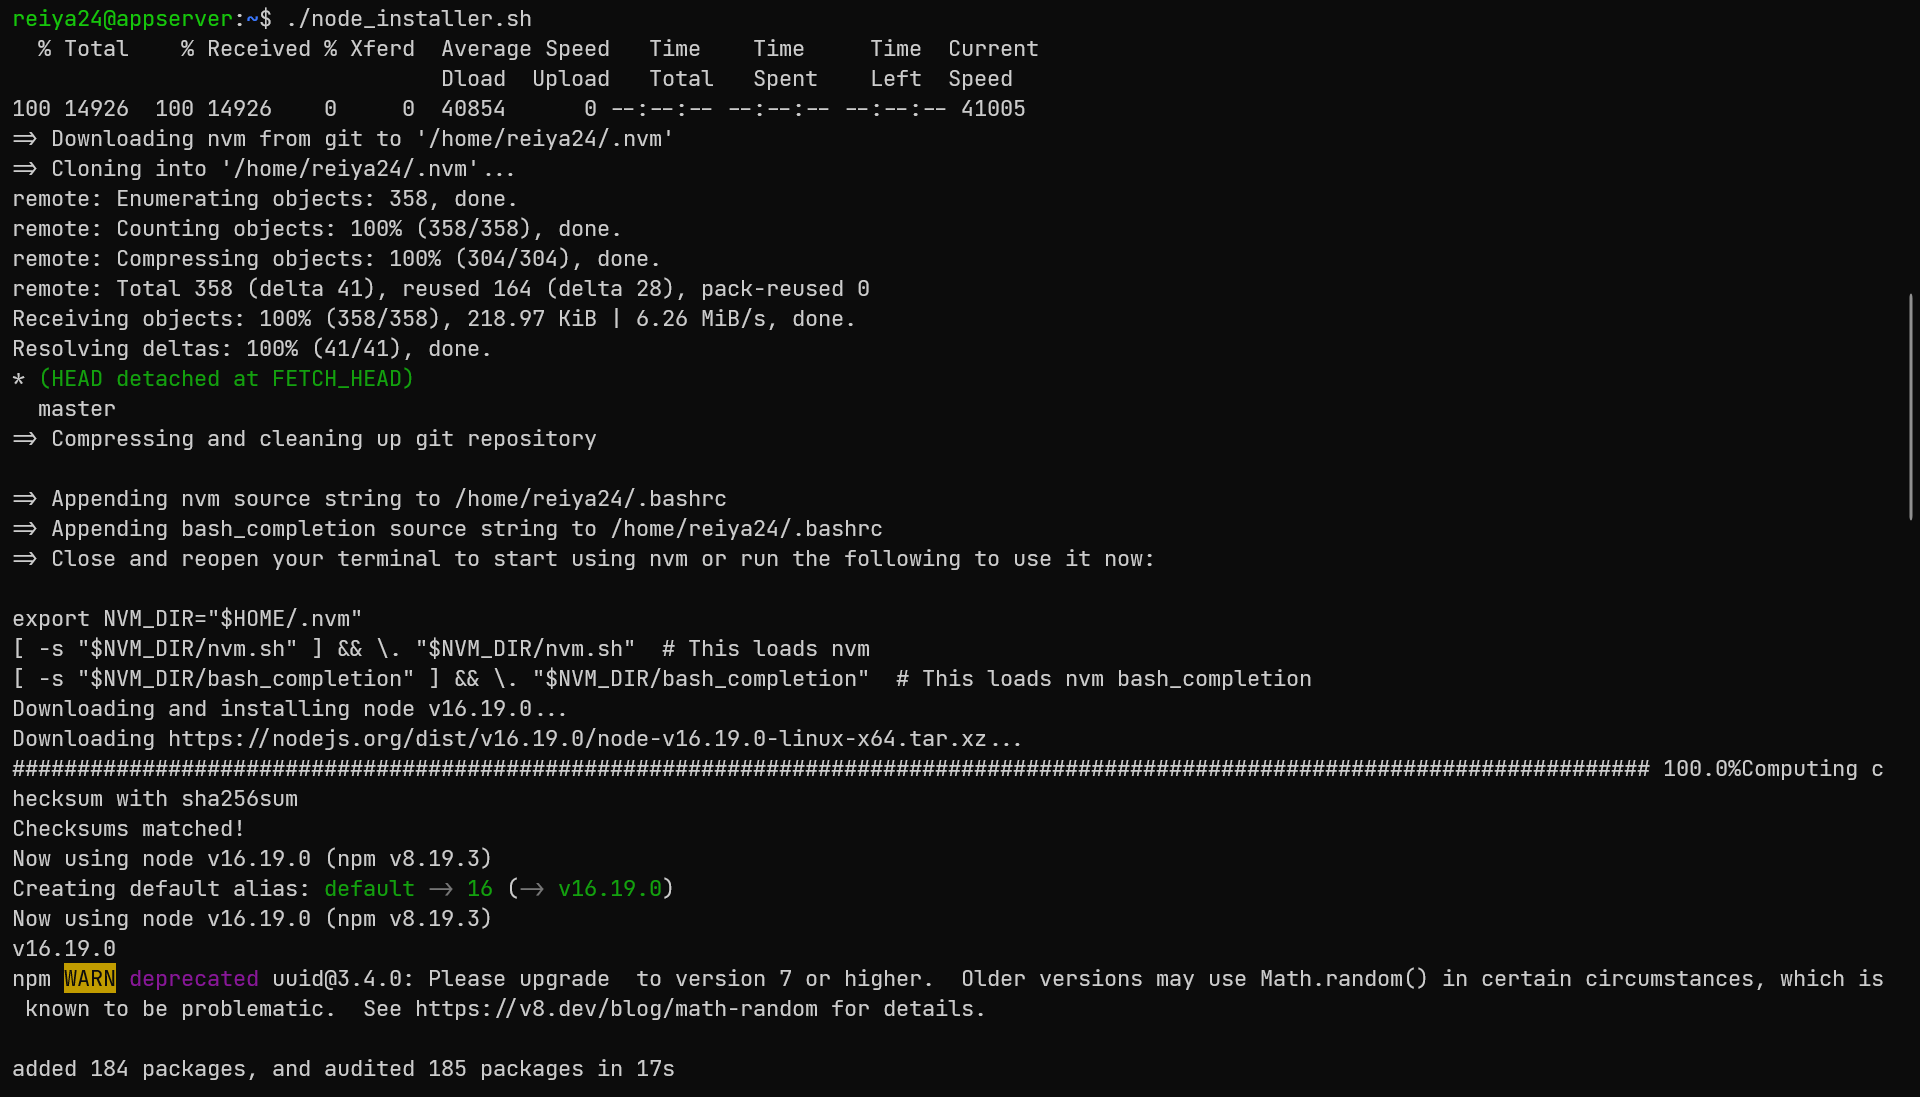 reiya24@appserver:~$ ./node_installer.sh
  % Total    % Received % Xferd  Average Speed   Time    Time     Time  Current
                                 Dload  Upload   Total   Spent    Left  Speed
100 14926  100 14926    0     0  40854      0 --:--:-- --:--:-- --:--:-- 41005
=> Downloading nvm from git to '/home/reiya24/.nvm'
=> Cloning into '/home/reiya24/.nvm'...
remote: Enumerating objects: 358, done.
remote: Counting objects: 100% (358/358), done.
remote: Compressing objects: 100% (304/304), done.
remote: Total 358 (delta 41), reused 164 (delta 28), pack-reused 0
Receiving objects: 100% (358/358), 218.97 KiB | 6.26 MiB/s, done.
Resolving deltas: 100% (41/41), done.
* (HEAD detached at FETCH_HEAD)
  master
=> Compressing and cleaning up git repository

=> Appending nvm source string to /home/reiya24/.bashrc
=> Appending bash_completion source string to /home/reiya24/.bashrc
=> Close and reopen your terminal to start using nvm or run the following to use it now:

export NVM_DIR="$HOME/.nvm"
[ -s "$NVM_DIR/nvm.sh" ] && \. "$NVM_DIR/nvm.sh"  # This loads nvm
[ -s "$NVM_DIR/bash_completion" ] && \. "$NVM_DIR/bash_completion"  # This loads nvm bash_completion
Downloading and installing node v16.19.0...
Downloading https://nodejs.org/dist/v16.19.0/node-v16.19.0-linux-x64.tar.xz...
############################################################################################################################## 100.0%Computing c
hecksum with sha256sum
Checksums matched!
Now using node v16.19.0 (npm v8.19.3)
Creating default alias: default -> 16 (-> v16.19.0)
Now using node v16.19.0 (npm v8.19.3)
v16.19.0
npm WARN deprecated uuid@3.4.0: Please upgrade  to version 7 or higher.  Older versions may use Math.random() in certain circumstances, which is
 known to be problematic.  See https://v8.dev/blog/math-random for details.

added 184 packages, and audited 185 packages in 17s